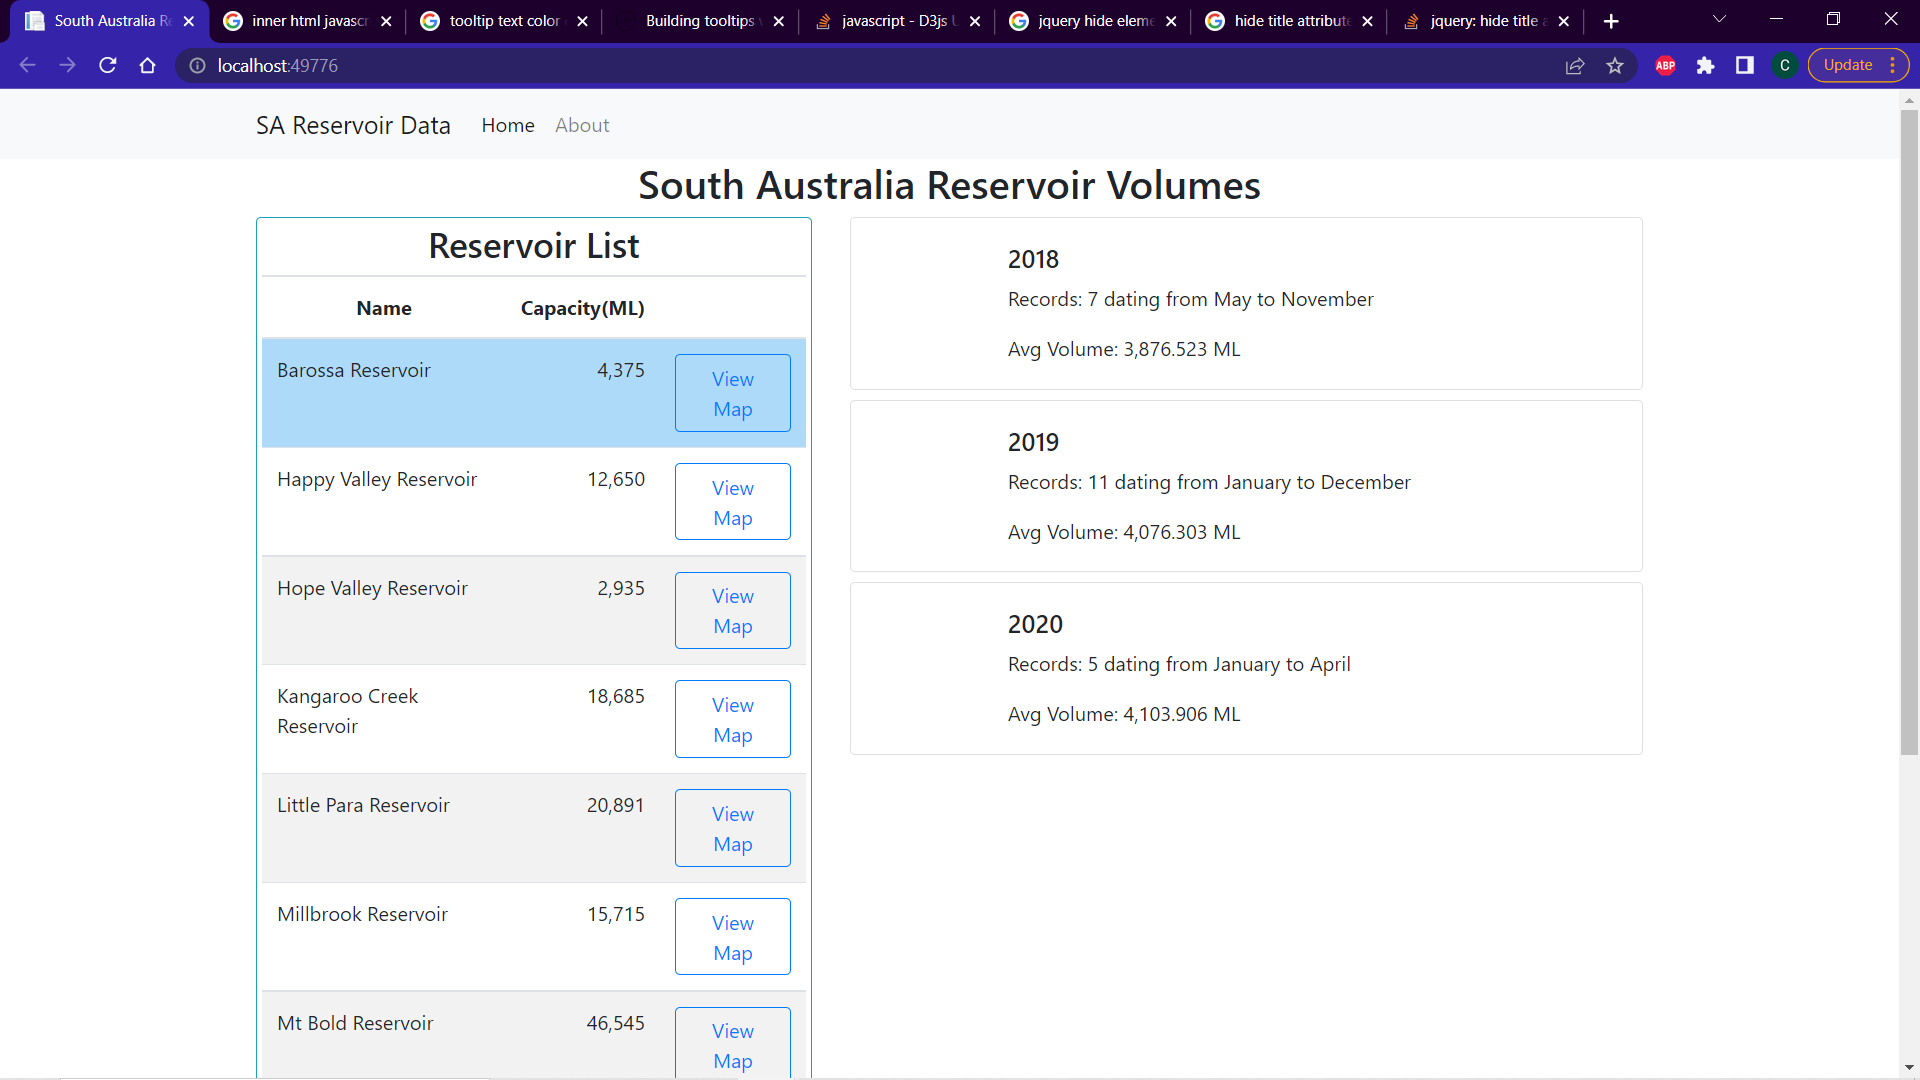 South Australia Re
inner html javascr
tooltip text color
Building tooltips
javascript - D3js
jquery hide eleme
hide title attribute
jquery: hide title a
localhost:49776
ABP
C
Update
SA Reservoir Data
Home
About
South Australia Reservoir Volumes
Reservoir List
Name
Capacity(ML)
Barossa Reservoir
4,375
View
Map
Happy Valley Reservoir
12,650
View
Map
Hope Valley Reservoir
2,935
View
Map
Kangaroo Creek
Reservoir
18,685
View
Map
Little Para Reservoir
20,891
View
Map
Millbrook Reservoir
15,715
View
Map
Mt Bold Reservoir
46,545
View
Map
2018
Records: 7 dating from May to November
Avg Volume: 3,876.523 ML
2019
Records: 11 dating from January to December
Avg Volume: 4,076.303 ML
2020
Records: 5 dating from January to April
Avg Volume: 4,103.906 ML